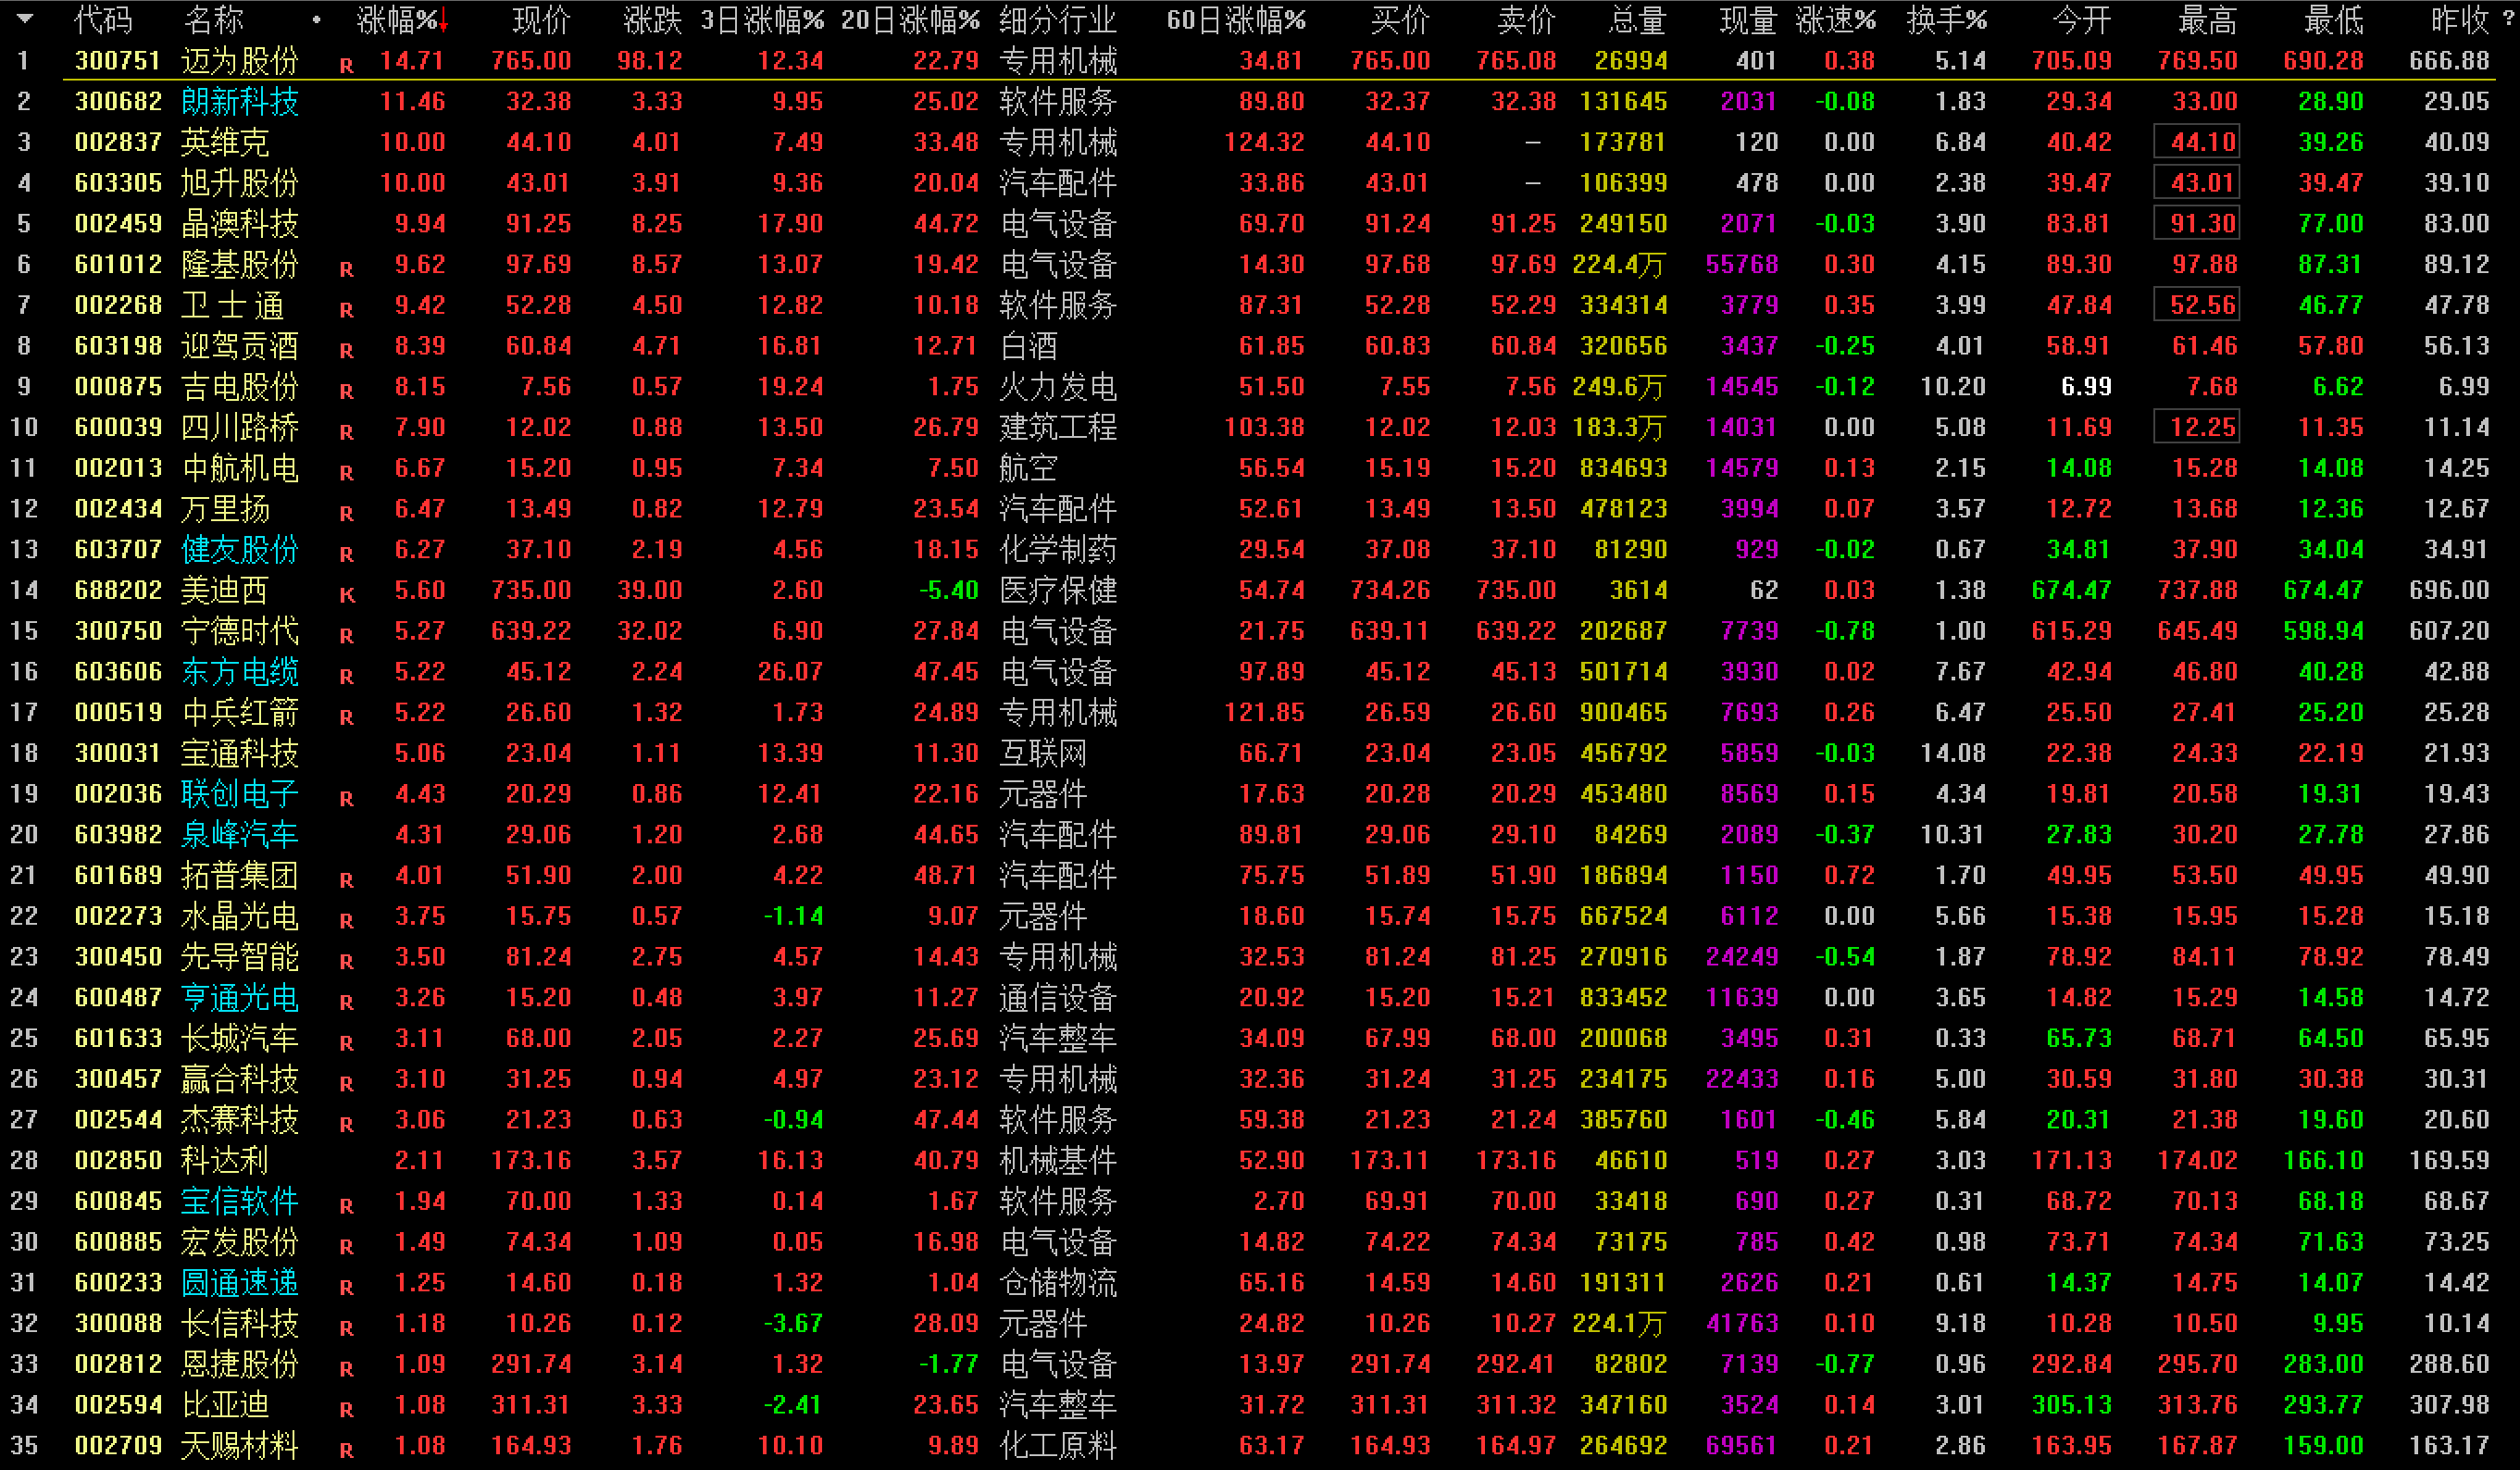 代码 名称 • 涨幅%↓ 现价 涨跌 3日涨幅% 20日涨幅% 细分行业 60日涨幅% 买价 卖价 总量 现量 涨速% 换手% 今开 最高 最低 昨收 ?
1 300751 迈为股份 R 14.71 765.00 98.12 12.34 22.79 专用机械 34.81 765.00 765.08 26994 401 0.38 5.14 705.09 769.50 690.28 666.88
2 300682 朗新科技 11.46 32.38 3.33 9.95 25.02 软件服务 89.80 32.37 32.38 131645 2031 -0.08 1.83 29.34 33.00 28.90 29.05
3 002837 英维克 10.00 44.10 4.01 7.49 33.48 专用机械 124.32 44.10 – 173781 120 0.00 6.84 40.42 44.10 39.26 40.09
4 603305 旭升股份 10.00 43.01 3.91 9.36 20.04 汽车配件 33.86 43.01 – 106399 478 0.00 2.38 39.47 43.01 39.47 39.10
5 002459 晶澳科技 9.94 91.25 8.25 17.90 44.72 电气设备 69.70 91.24 91.25 249150 2071 -0.03 3.90 83.81 91.30 77.00 83.00
6 601012 隆基股份 R 9.62 97.69 8.57 13.07 19.42 电气设备 14.30 97.68 97.69 224.4万 55768 0.30 4.15 89.30 97.88 87.31 89.12
7 002268 卫士通 R 9.42 52.28 4.50 12.82 10.18 软件服务 87.31 52.28 52.29 334314 3779 0.35 3.99 47.84 52.56 46.77 47.78
8 603198 迎驾贡酒 R 8.39 60.84 4.71 16.81 12.71 白酒 61.85 60.83 60.84 320656 3437 -0.25 4.01 58.91 61.46 57.80 56.13
9 000875 吉电股份 R 8.15 7.56 0.57 19.24 1.75 火力发电 51.50 7.55 7.56 249.6万 14545 -0.12 10.20 6.99 7.68 6.62 6.99
10 600039 四川路桥 R 7.90 12.02 0.88 13.50 26.79 建筑工程 103.38 12.02 12.03 183.3万 14031 0.00 5.08 11.69 12.25 11.35 11.14
11 002013 中航机电 R 6.67 15.20 0.95 7.34 7.50 航空 56.54 15.19 15.20 834693 14579 0.13 2.15 14.08 15.28 14.08 14.25
12 002434 万里扬 R 6.47 13.49 0.82 12.79 23.54 汽车配件 52.61 13.49 13.50 478123 3994 0.07 3.57 12.72 13.68 12.36 12.67
13 603707 健友股份 R 6.27 37.10 2.19 4.56 18.15 化学制药 29.54 37.08 37.10 81290 929 -0.02 0.67 34.81 37.90 34.04 34.91
14 688202 美迪西 K 5.60 735.00 39.00 2.60 -5.40 医疗保健 54.74 734.26 735.00 3614 62 0.03 1.38 674.47 737.88 674.47 696.00
15 300750 宁德时代 R 5.27 639.22 32.02 6.90 27.84 电气设备 21.75 639.11 639.22 202687 7739 -0.78 1.00 615.29 645.49 598.94 607.20
16 603606 东方电缆 R 5.22 45.12 2.24 26.07 47.45 电气设备 97.89 45.12 45.13 501714 3930 0.02 7.67 42.94 46.80 40.28 42.88
17 000519 中兵红箭 R 5.22 26.60 1.32 1.73 24.89 专用机械 121.85 26.59 26.60 900465 7693 0.26 6.47 25.50 27.41 25.20 25.28
18 300031 宝通科技 5.06 23.04 1.11 13.39 11.30 互联网 66.71 23.04 23.05 456792 5859 -0.03 14.08 22.38 24.33 22.19 21.93
19 002036 联创电子 R 4.43 20.29 0.86 12.41 22.16 元器件 17.63 20.28 20.29 453480 8569 0.15 4.34 19.81 20.58 19.31 19.43
20 603982 泉峰汽车 4.31 29.06 1.20 2.68 44.65 汽车配件 89.81 29.06 29.10 84269 2089 -0.37 10.31 27.83 30.20 27.78 27.86
21 601689 拓普集团 R 4.01 51.90 2.00 4.22 48.71 汽车配件 75.75 51.89 51.90 186894 1150 0.72 1.70 49.95 53.50 49.95 49.90
22 002273 水晶光电 R 3.75 15.75 0.57 -1.14 9.07 元器件 18.60 15.74 15.75 667524 6112 0.00 5.66 15.38 15.95 15.28 15.18
23 300450 先导智能 R 3.50 81.24 2.75 4.57 14.43 专用机械 32.53 81.24 81.25 270916 24249 -0.54 1.87 78.92 84.11 78.92 78.49
24 600487 亨通光电 R 3.26 15.20 0.48 3.97 11.27 通信设备 20.92 15.20 15.21 833452 11639 0.00 3.65 14.82 15.29 14.58 14.72
25 601633 长城汽车 R 3.11 68.00 2.05 2.27 25.69 汽车整车 34.09 67.99 68.00 200068 3495 0.31 0.33 65.73 68.71 64.50 65.95
26 300457 赢合科技 R 3.10 31.25 0.94 4.97 23.12 专用机械 32.36 31.24 31.25 234175 22433 0.16 5.00 30.59 31.80 30.38 30.31
27 002544 杰赛科技 R 3.06 21.23 0.63 -0.94 47.44 软件服务 59.38 21.23 21.24 385760 1601 -0.46 5.84 20.31 21.38 19.60 20.60
28 002850 科达利 2.11 173.16 3.57 16.13 40.79 机械基件 52.90 173.11 173.16 46610 519 0.27 3.03 171.13 174.02 166.10 169.59
29 600845 宝信软件 R 1.94 70.00 1.33 0.14 1.67 软件服务 2.70 69.91 70.00 33418 690 0.27 0.31 68.72 70.13 68.18 68.67
30 600885 宏发股份 R 1.49 74.34 1.09 0.05 16.98 电气设备 14.82 74.22 74.34 73175 785 0.42 0.98 73.71 74.34 71.63 73.25
31 600233 圆通速递 R 1.25 14.60 0.18 1.32 1.04 仓储物流 65.16 14.59 14.60 191311 2626 0.21 0.61 14.37 14.75 14.07 14.42
32 300088 长信科技 R 1.18 10.26 0.12 -3.67 28.09 元器件 24.82 10.26 10.27 224.1万 41763 0.10 9.18 10.28 10.50 9.95 10.14
33 002812 恩捷股份 R 1.09 291.74 3.14 1.32 -1.77 电气设备 13.97 291.74 292.41 82802 7139 -0.77 0.96 292.84 295.70 283.00 288.60
34 002594 比亚迪 R 1.08 311.31 3.33 -2.41 23.65 汽车整车 31.72 311.31 311.32 347160 3524 0.14 3.01 305.13 313.76 293.77 307.98
35 002709 天赐材料 R 1.08 164.93 1.76 10.10 9.89 化工原料 63.17 164.93 164.97 264692 69561 0.21 2.86 163.95 167.87 159.00 163.17